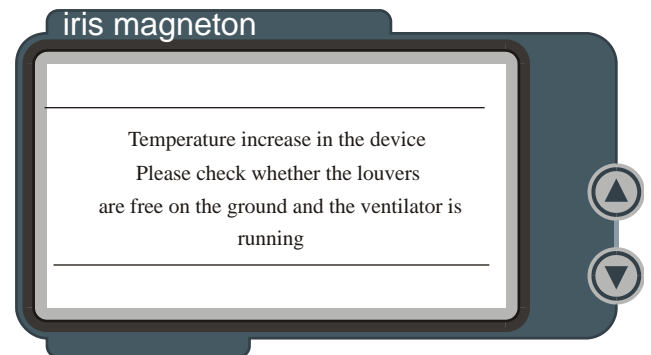 iris magneton
Temperature increase in the device
Please check whether the louvers
are free on the ground and the ventilator is
running